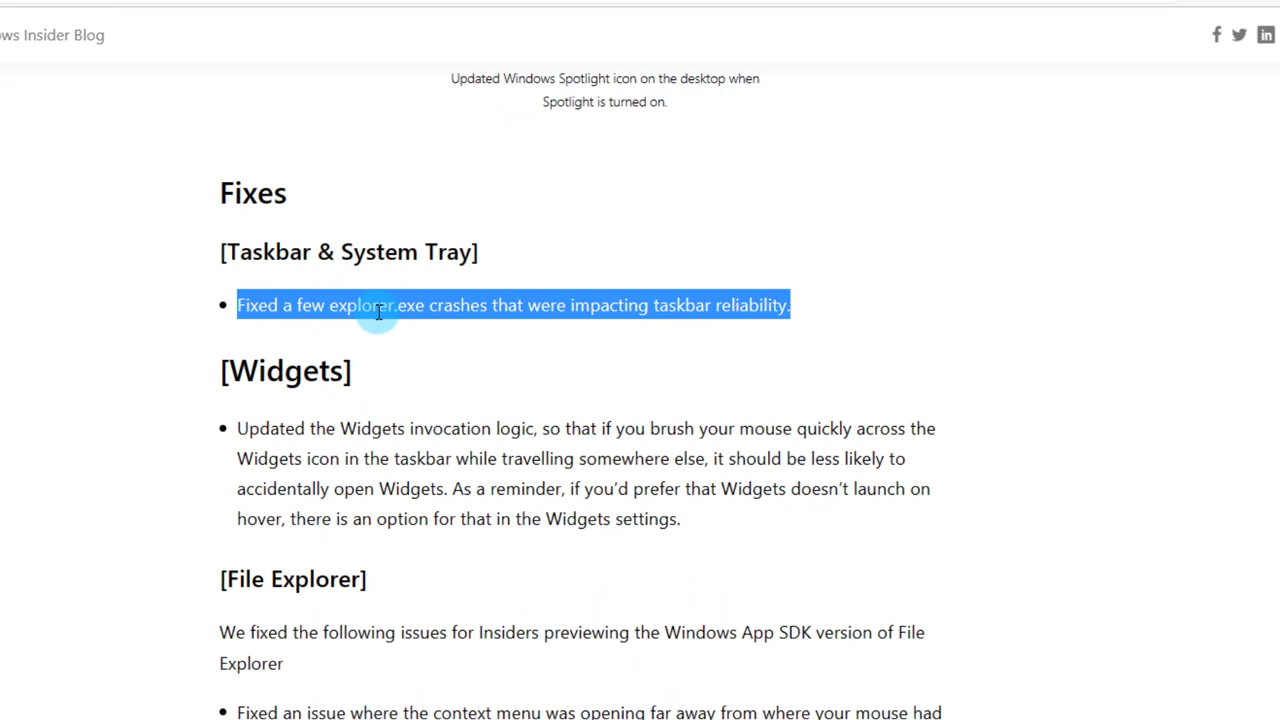 ows Insider Blog
Updated Windows Spotlight icon on the desktop when
Spotlight is turned on.
Fixes
[Taskbar & System Tray]
• Fixed a few explorer.exe crashes that were impacting taskbar reliability.
[Widgets]
• Updated the Widgets invocation logic, so that if you brush your mouse quickly across the
Widgets icon in the taskbar while travelling somewhere else, it should be less likely to
accidentally open Widgets. As a reminder, if you’d prefer that Widgets doesn’t launch on
hover, there is an option for that in the Widgets settings.
[File Explorer]
We fixed the following issues for Insiders previewing the Windows App SDK version of File
Explorer
• Fixed an issue where the context menu was opening far away from where your mouse had